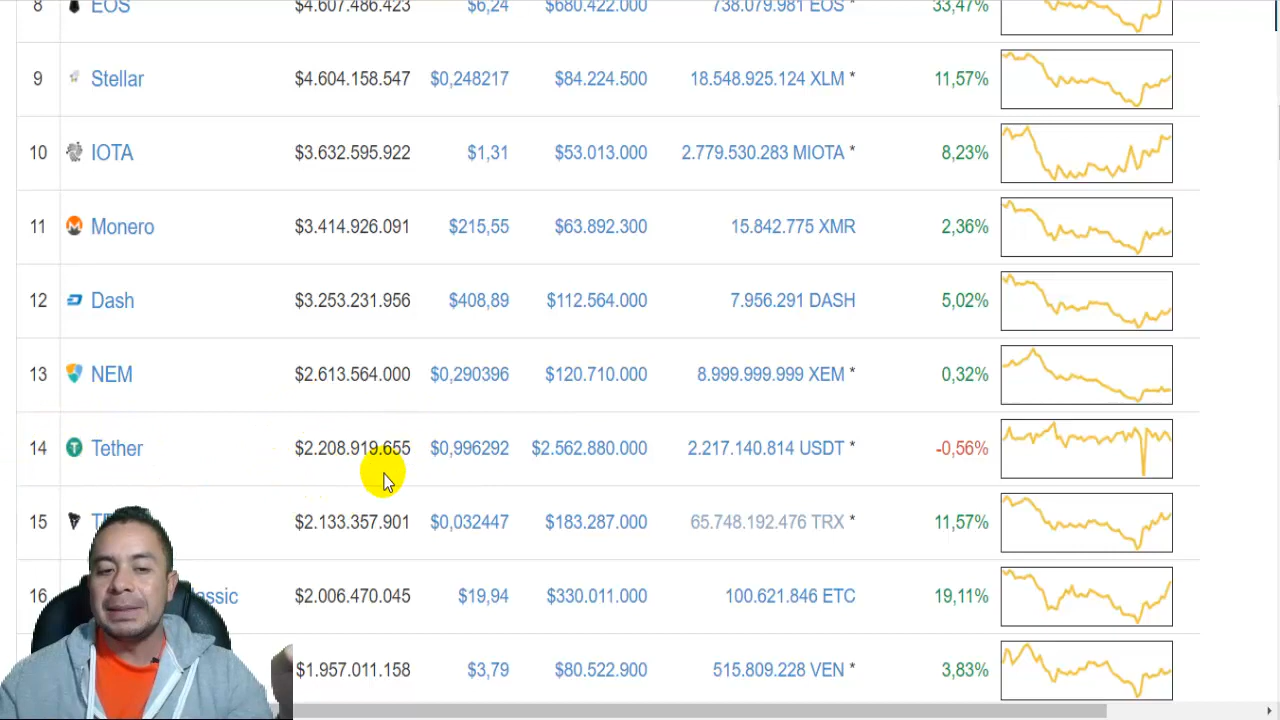 8 EOS $4.607.486.423 $6,24 $680.422.000 738.079.981 EOS * 33,47%
9 Stellar $4.604.158.547 $0,248217 $84.224.500 18.548.925.124 XLM * 11,57%
10 IOTA $3.632.595.922 $1,31 $53.013.000 2.779.530.283 MIOTA * 8,23%
11 Monero $3.414.926.091 $215,55 $63.892.300 15.842.775 XMR 2,36%
12 Dash $3.253.231.956 $408,89 $112.564.000 7.956.291 DASH 5,02%
13 NEM $2.613.564.000 $0,290396 $120.710.000 8.999.999.999 XEM * 0,32%
14 Tether $2.208.919.655 $0,996292 $2.562.880.000 2.217.140.814 USDT * -0,56%
15 $2.133.357.901 $0,032447 $183.287.000 65.748.192.476 TRX * 11,57%
16 assic $2.006.470.045 $19,94 $330.011.000 100.621.846 ETC 19,11%
$1.957.011.158 $3,79 $80.522.900 515.809.228 VEN * 3,83%